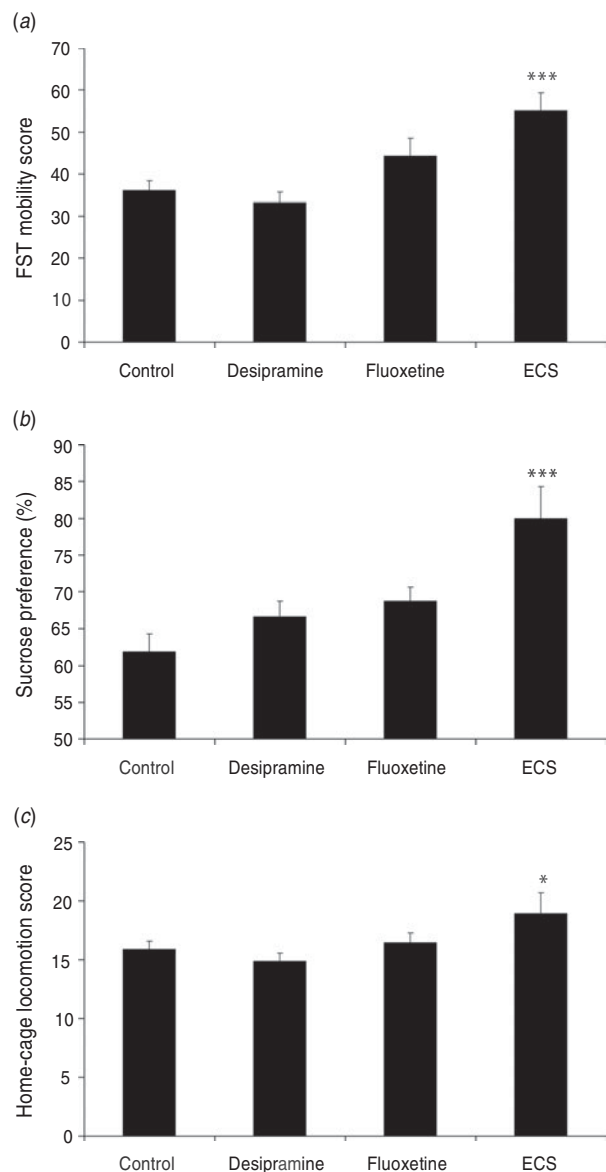 (a)
FST mobility score
70
60
50
40
30
20
10
0
***
Control Desipramine Fluoxetine ECS
(b)
Sucrose preference (%)
90
85
80
75
70
65
60
55
50
***
Control Desipramine Fluoxetine ECS
(c)
Home-cage locomotion score
25
20
15
10
5
0
*
Control Desipramine Fluoxetine ECS